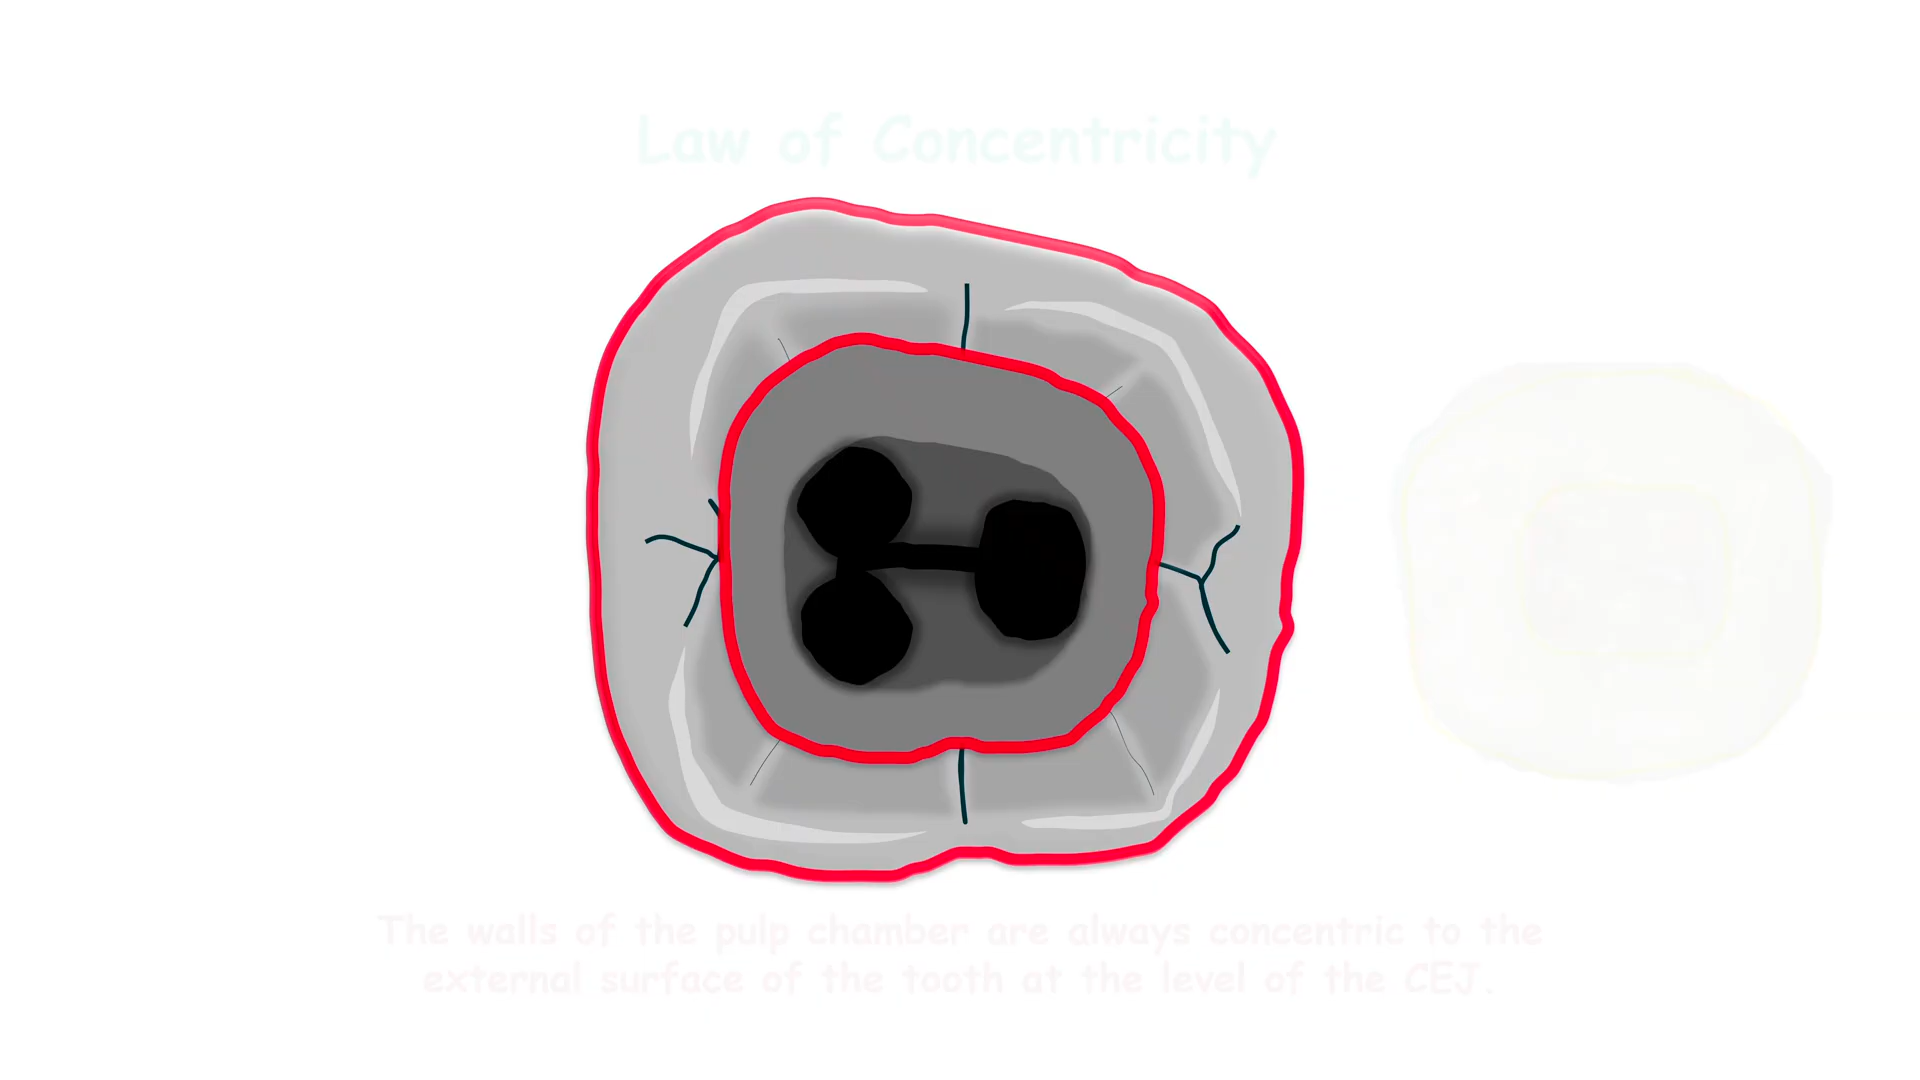 Law of Concentricity
The walls of the pulp chamber are always concentric to the
external surface of the tooth at the level of the CEJ.